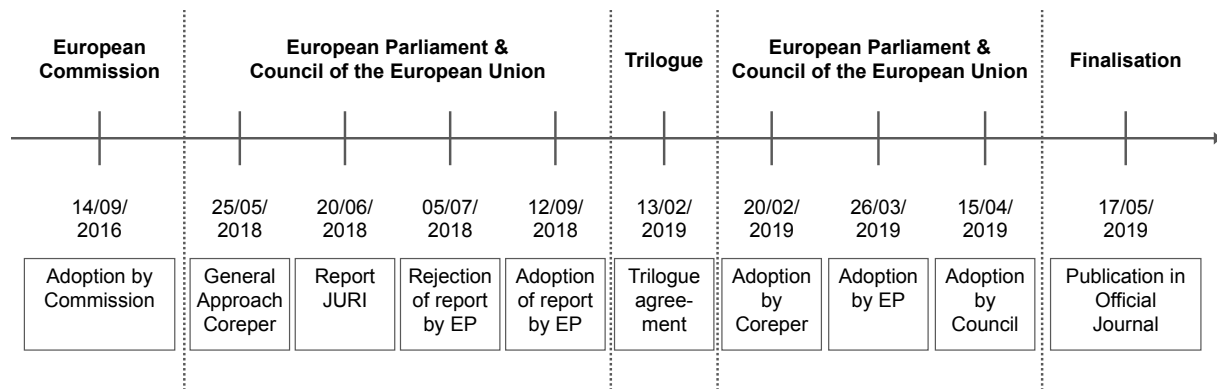 European
Commission
European Parliament &
Council of the European Union
Trilogue
European Parliament &
Council of the European Union
Finalisation
14/09/
2016
25/05/
2018
20/06/
2018
05/07/
2018
12/09/
2018
13/02/
2019
20/02/
2019
26/03/
2019
15/04/
2019
17/05/
2019
Adoption by
Commission
General
Approach
Coreper
Report
JURI
Rejection
of report
by EP
Adoption
of report
by EP
Trilogue
agree-
ment
Adoption
by
Coreper
Adoption
by EP
Adoption
by
Council
Publication in
Official
Journal